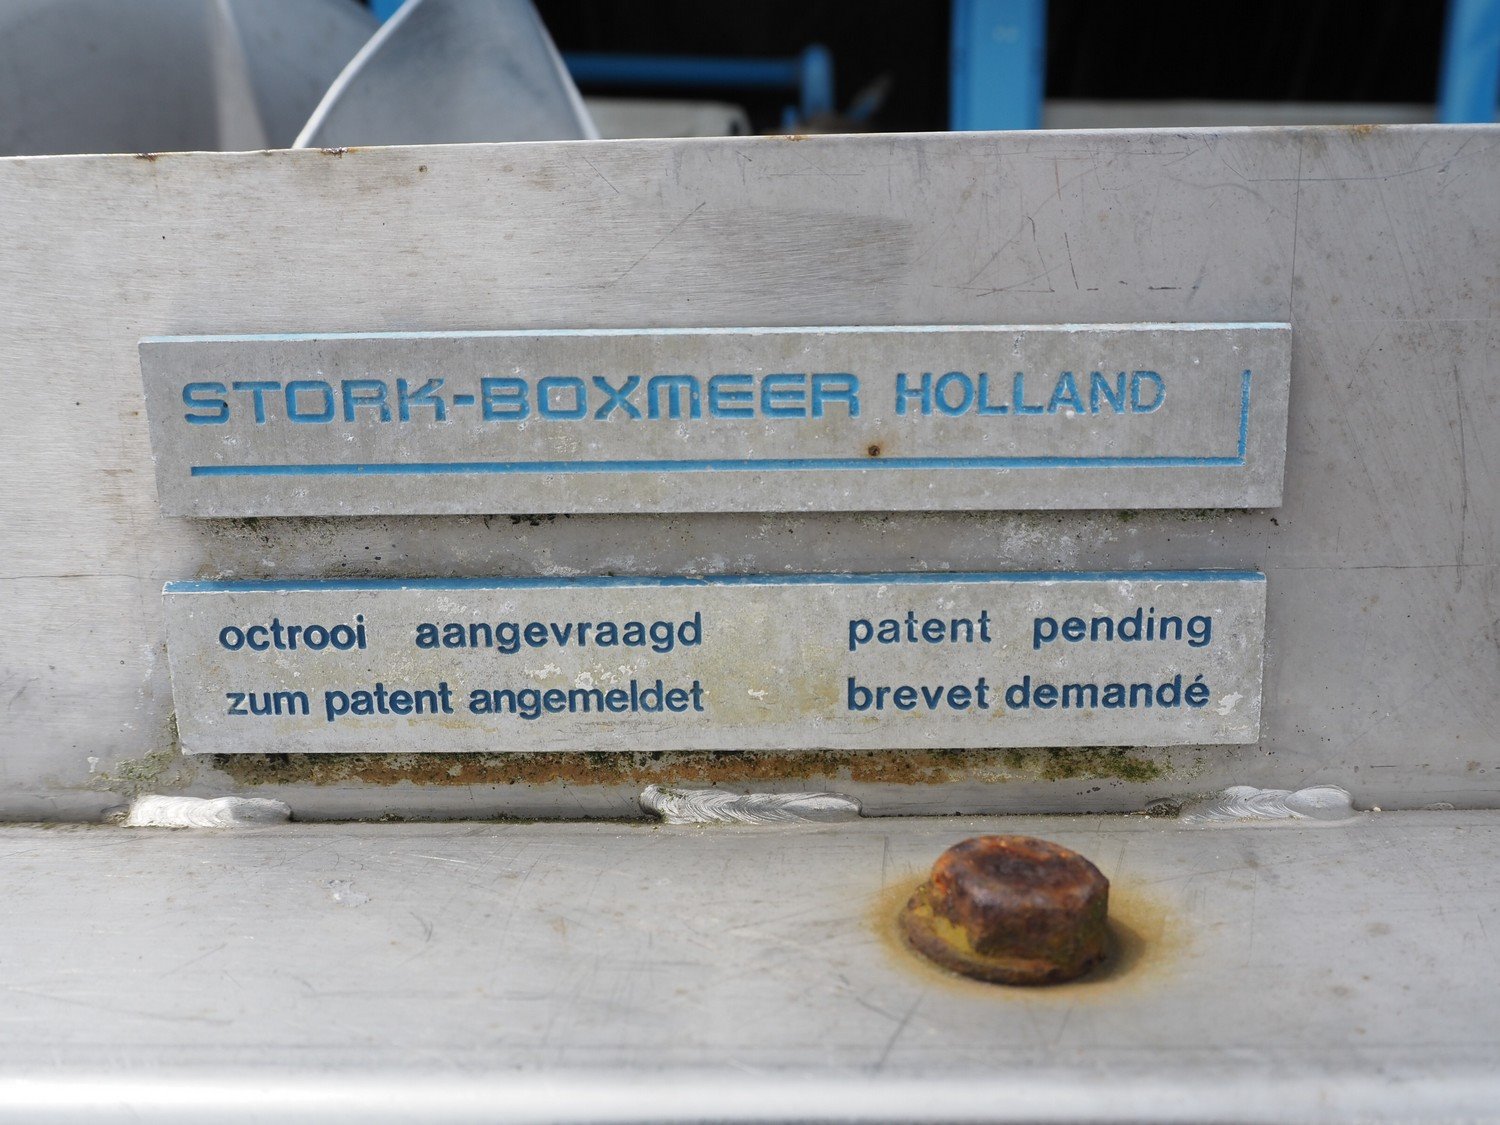 STORK-BOXMEER HOLLAND
octrooi aangevraagd patent pending
zum patent angemeldet brevet demandé